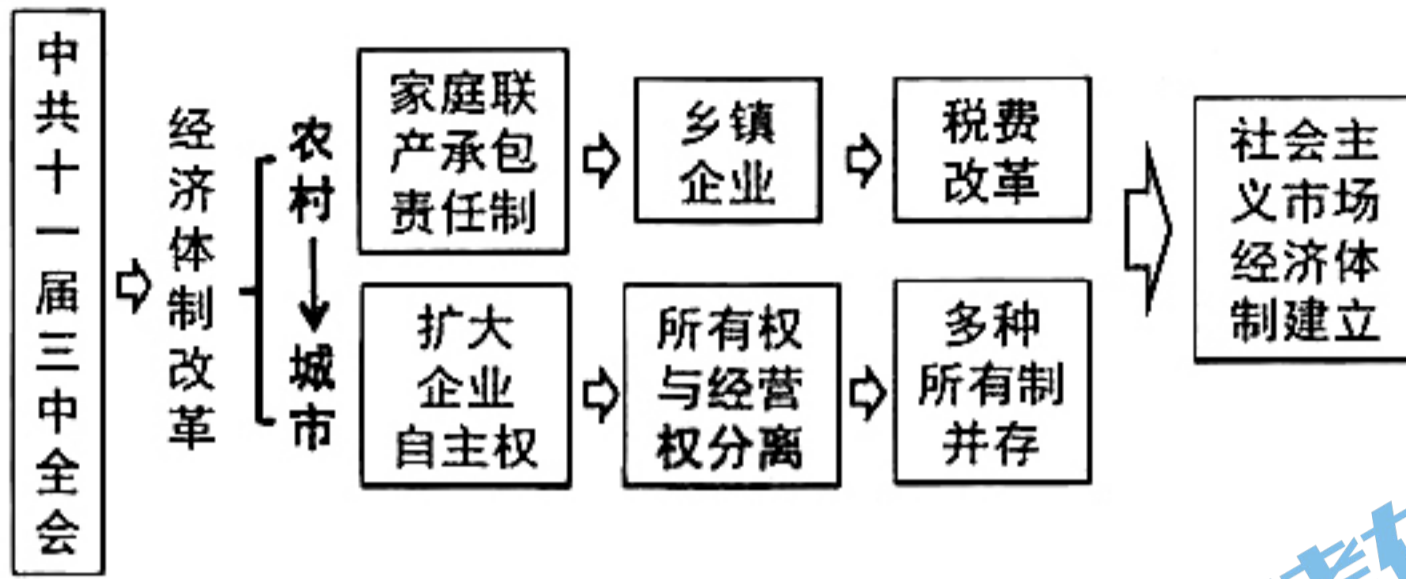 中共十一届三中全会
经济体制改革
农村
城市
家庭联
产承包
责任制
乡镇
企业
税费
改革
扩大
企业
自主权
所有权
与经营
权分离
多种
所有制
并存
社会主
义市场
经济体
制建立